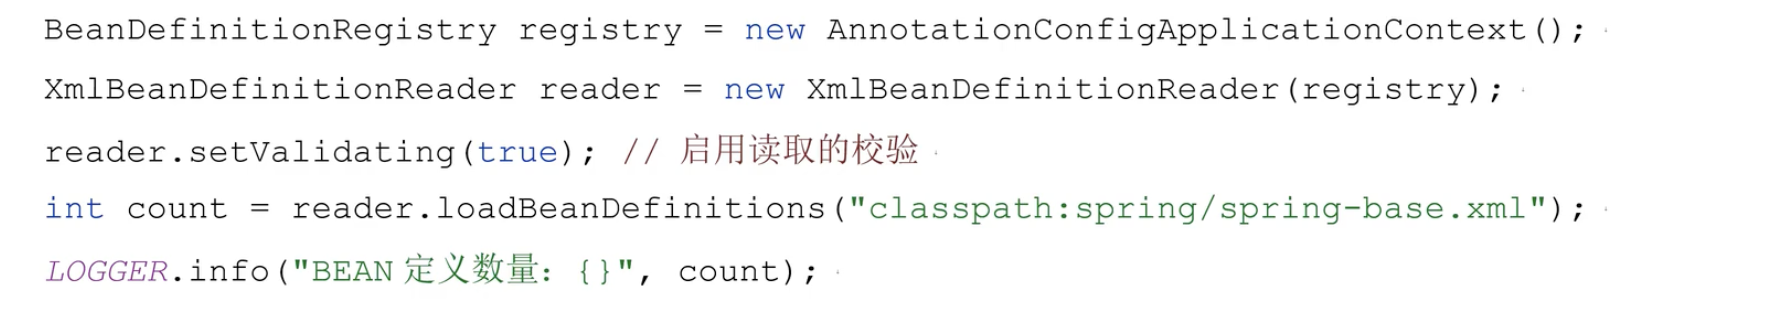 BeanDefinitionRegistry registry = new AnnotationConfigApplicationContext();
XmlBeanDefinitionReader reader = new XmlBeanDefinitionReader(registry);
reader.setValidating(true); // 启用读取的校验
int count = reader.loadBeanDefinitions("classpath:spring/spring-base.xml");
LOGGER.info("BEAN 定义数量：{}", count);